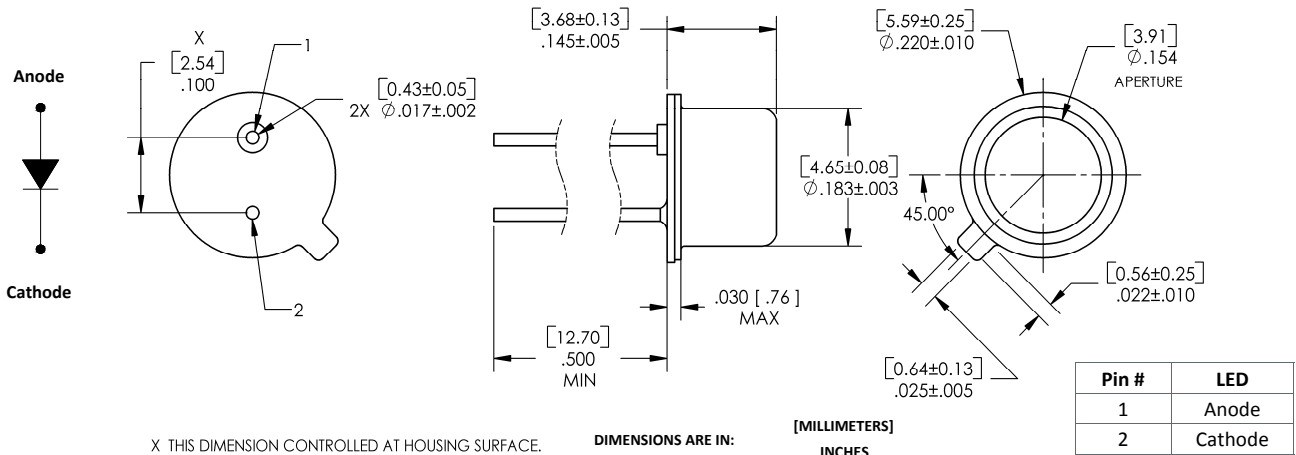 Anode
Cathode
X
[2.54]
.100
1
[0.43±0.05]
2X Ø.017±.002
2
[3.68±0.13]
.145±.005
[4.65±0.08]
Ø.183±.003
.030 [ .76 ]
MAX
[12.70]
.500
MIN
[5.59±0.25]
Ø.220±.010
[3.91]
Ø.154
APERTURE
45.00°
[0.56±0.25]
.022±.010
[0.64±0.13]
.025±.005
Pin # LED
1 Anode
2 Cathode
X THIS DIMENSION CONTROLLED AT HOUSING SURFACE.
DIMENSIONS ARE IN:
[MILLIMETERS]
INCHES